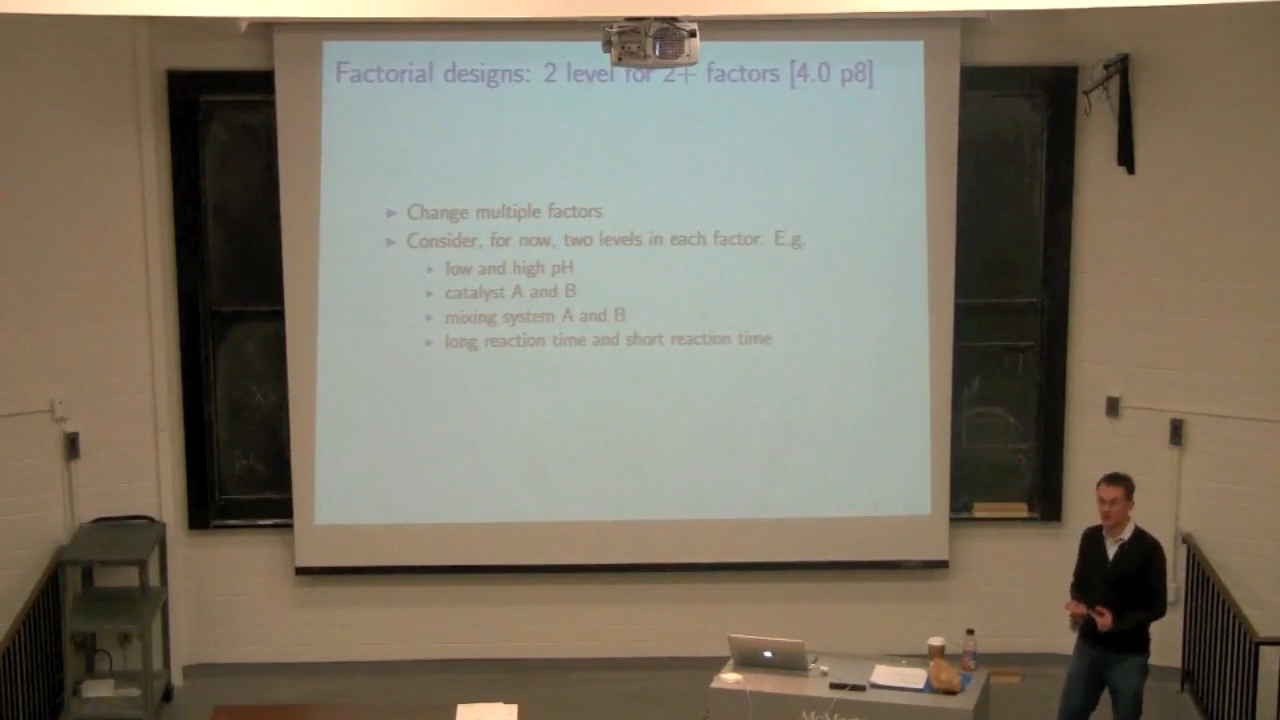 Factorial designs: 2 level for 2+ factors [4.0 p8]
Change multiple factors
Consider, for now, two levels in each factor. E.g.
low and high pH
catalyst A and B
mixing system A and B
long reaction time and short reaction time